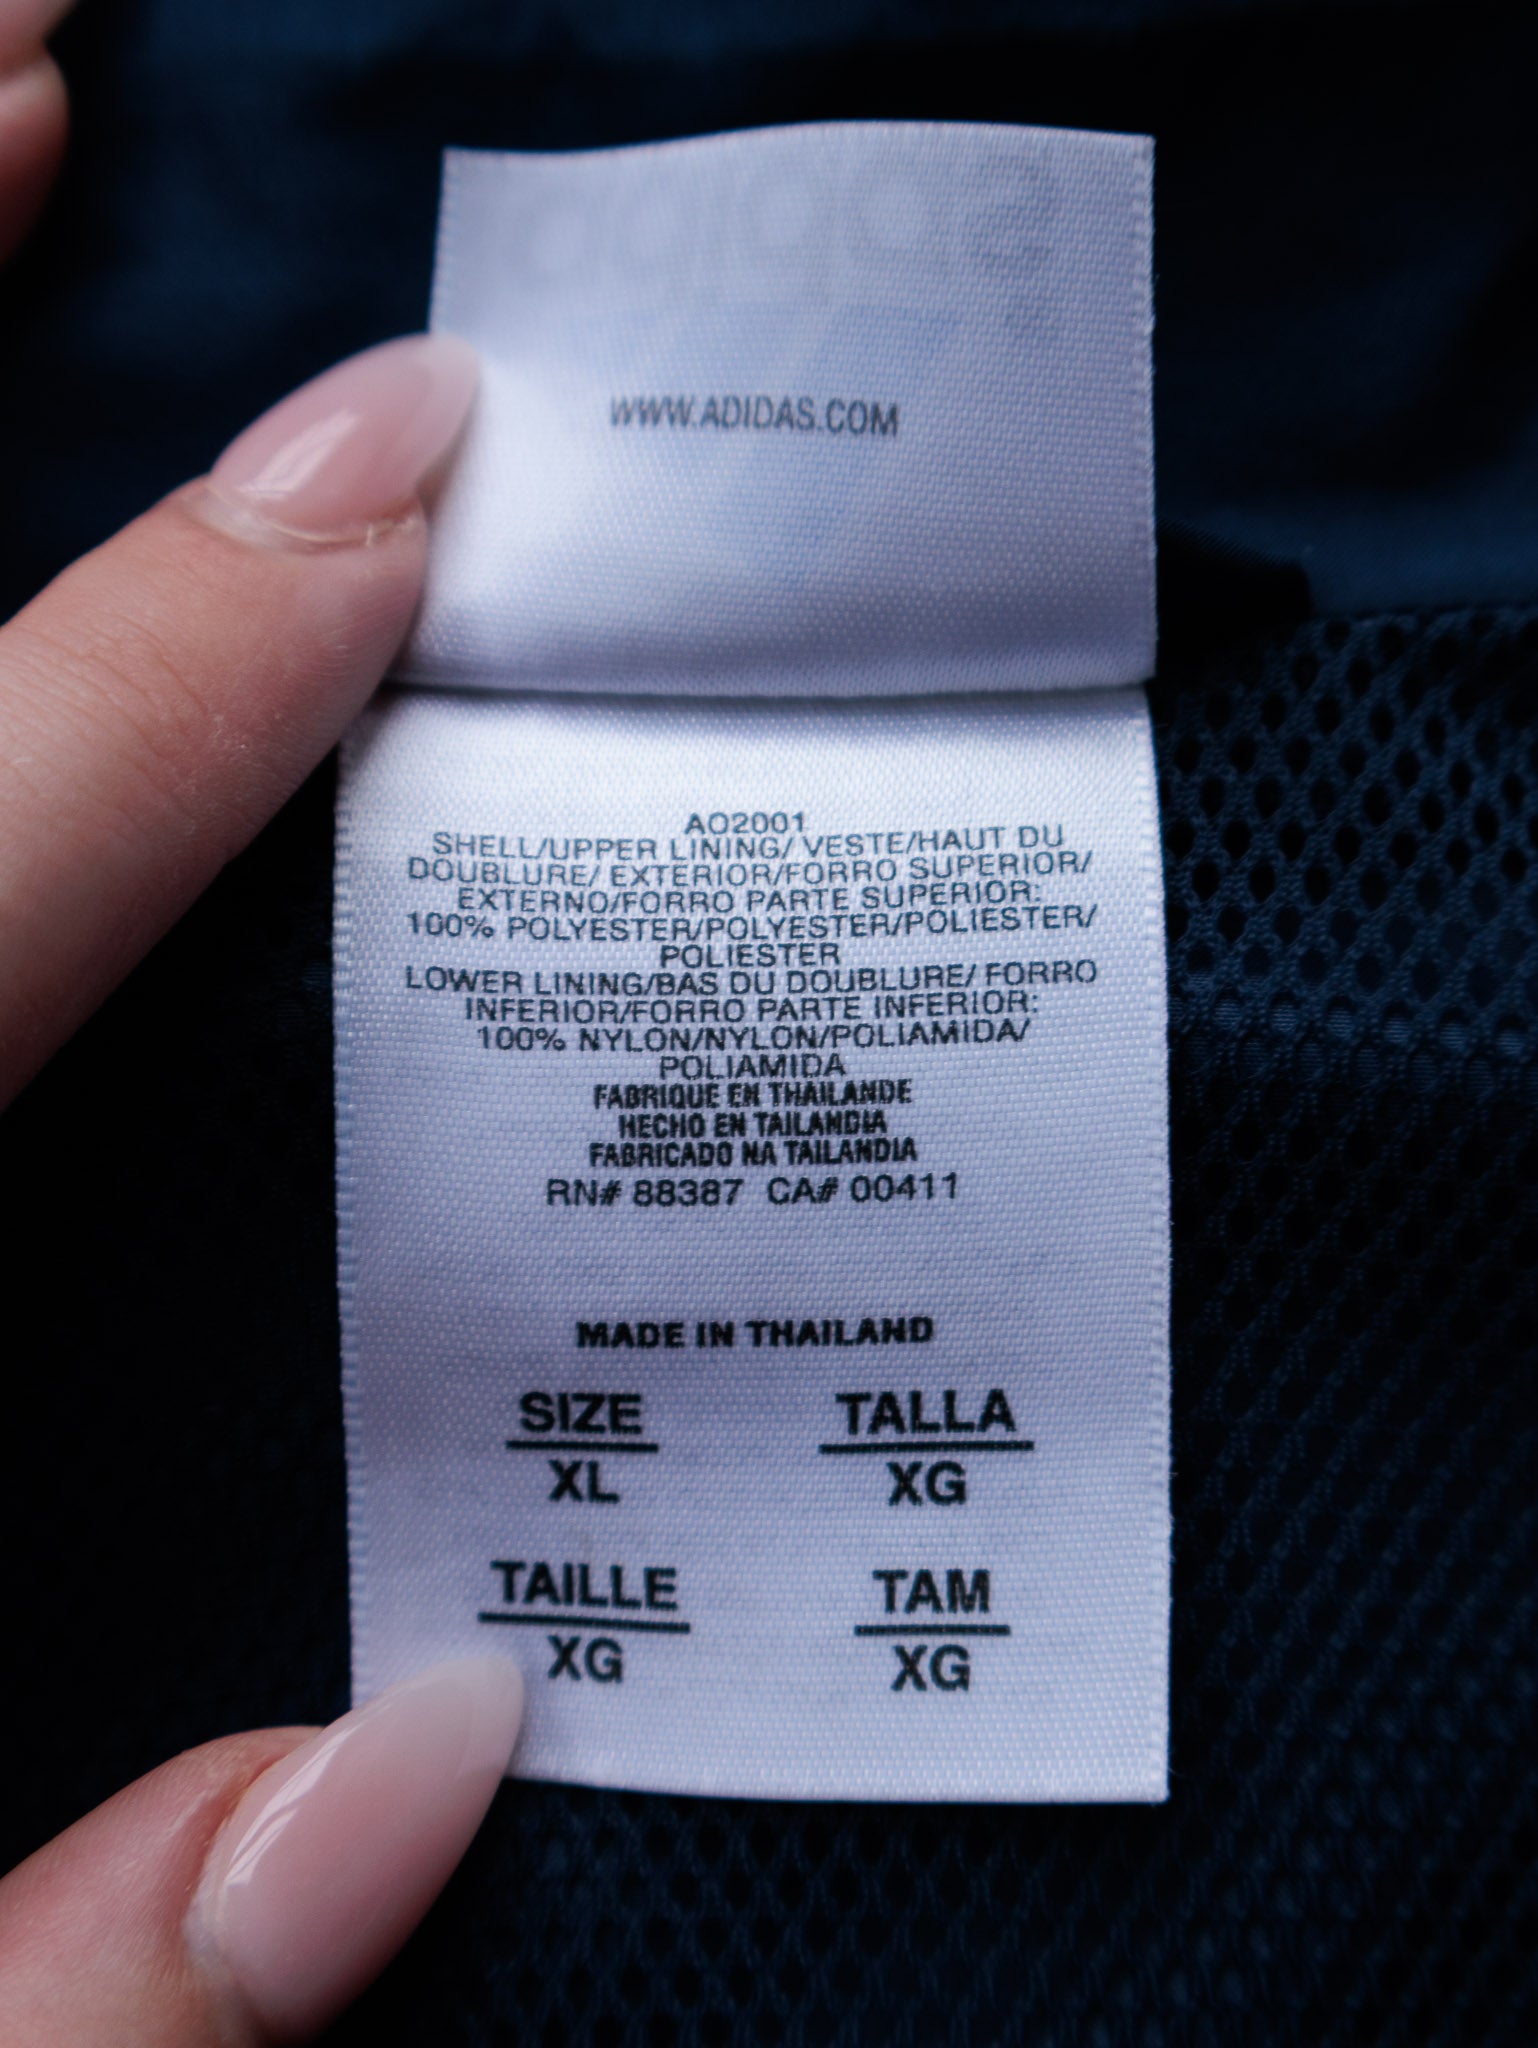 WWW.ADIDAS.COM
AO2001
SHELL/UPPER LINING/ VESTE/HAUT DU
DOUBLURE/ EXTERIOR/FORRO SUPERIOR/
EXTERNO/FORRO PARTE SUPERIOR:
100% POLYESTER/POLYESTER/POLIESTER/
POLIESTER
LOWER LINING/BAS DU DOUBLURE/ FORRO
INFERIOR/FORRO PARTE INFERIOR:
100% NYLON/NYLON/POLIAMIDA/
POLIAMIDA
FABRIQUE EN THAILANDE
HECHO EN TAILANDIA
FABRICADO NA TAILANDIA
RN# 88387 CA# 00411
MADE IN THAILAND
SIZE TALLA
XL XG
TAILLE TAM
XG XG